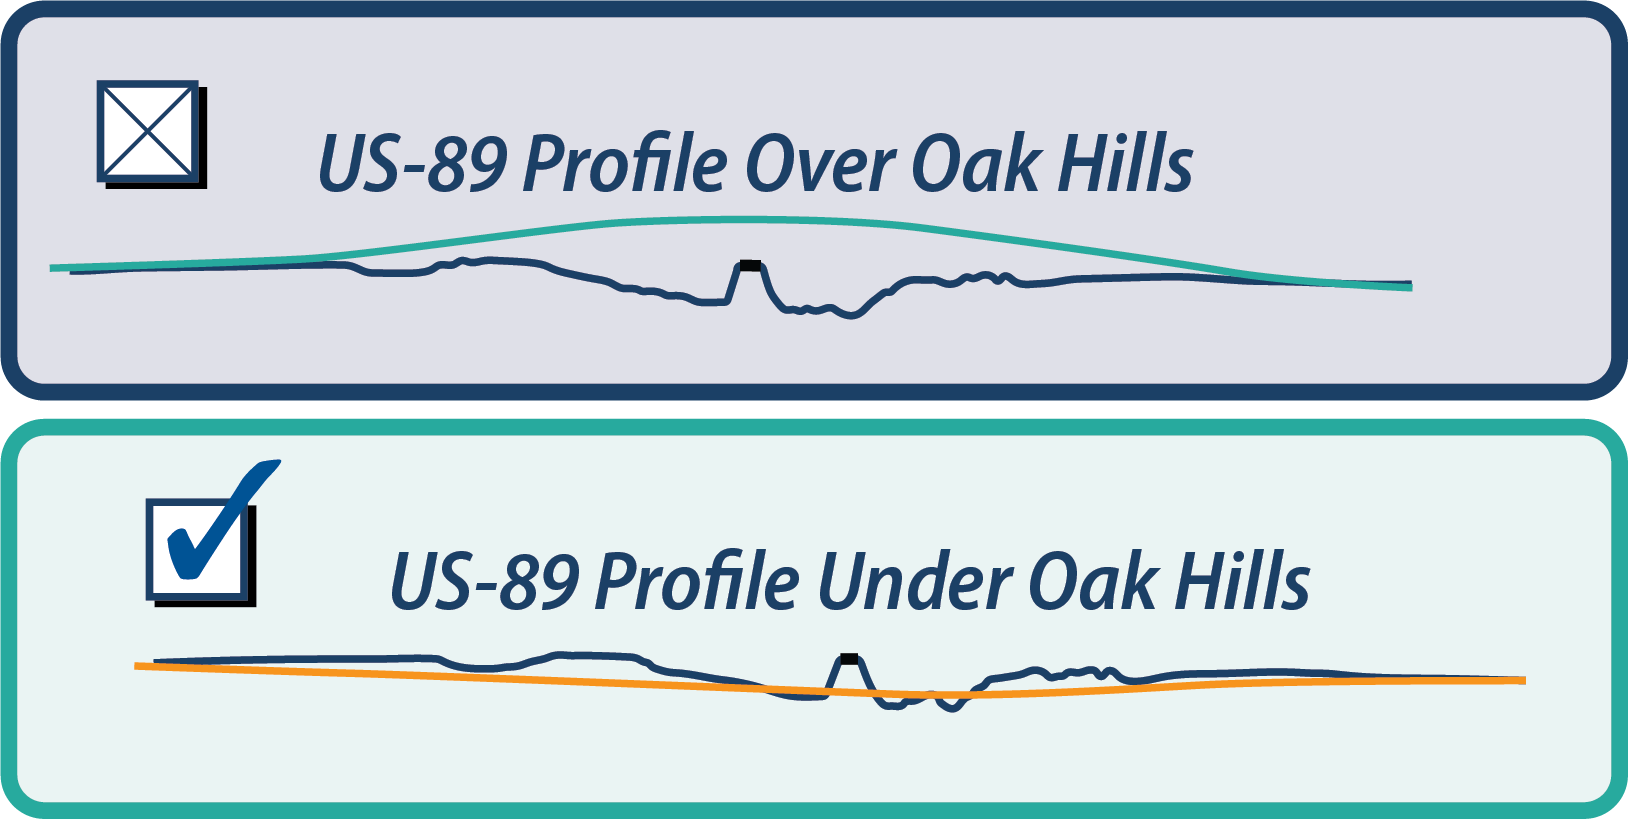 US-89 Profile Over Oak Hills
US-89 Profile Under Oak Hills